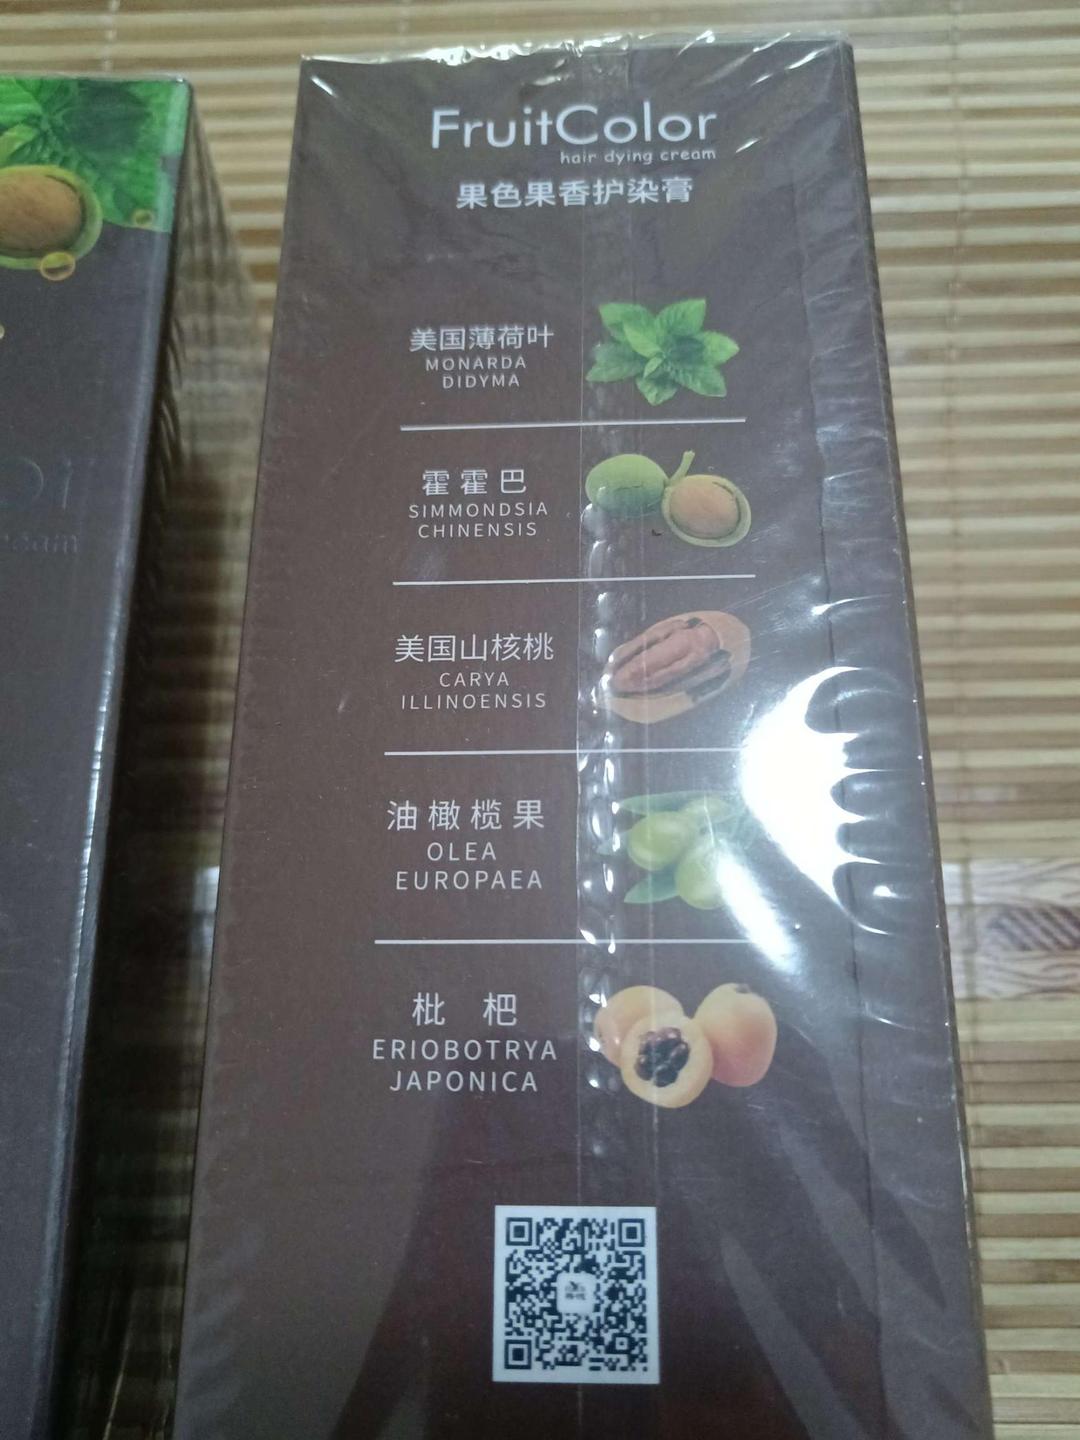 FruitColor
hair dying cream
果色果香护染膏
美国薄荷叶
MONARDA
DIDYMA
霍霍巴
SIMMONDSIA
CHINENSIS
美国山核桃
CARYA
ILLINOENSIS
油橄榄果
OLEA
EUROPAEA
枇杷
ERIOBOTRYA
JAPONICA